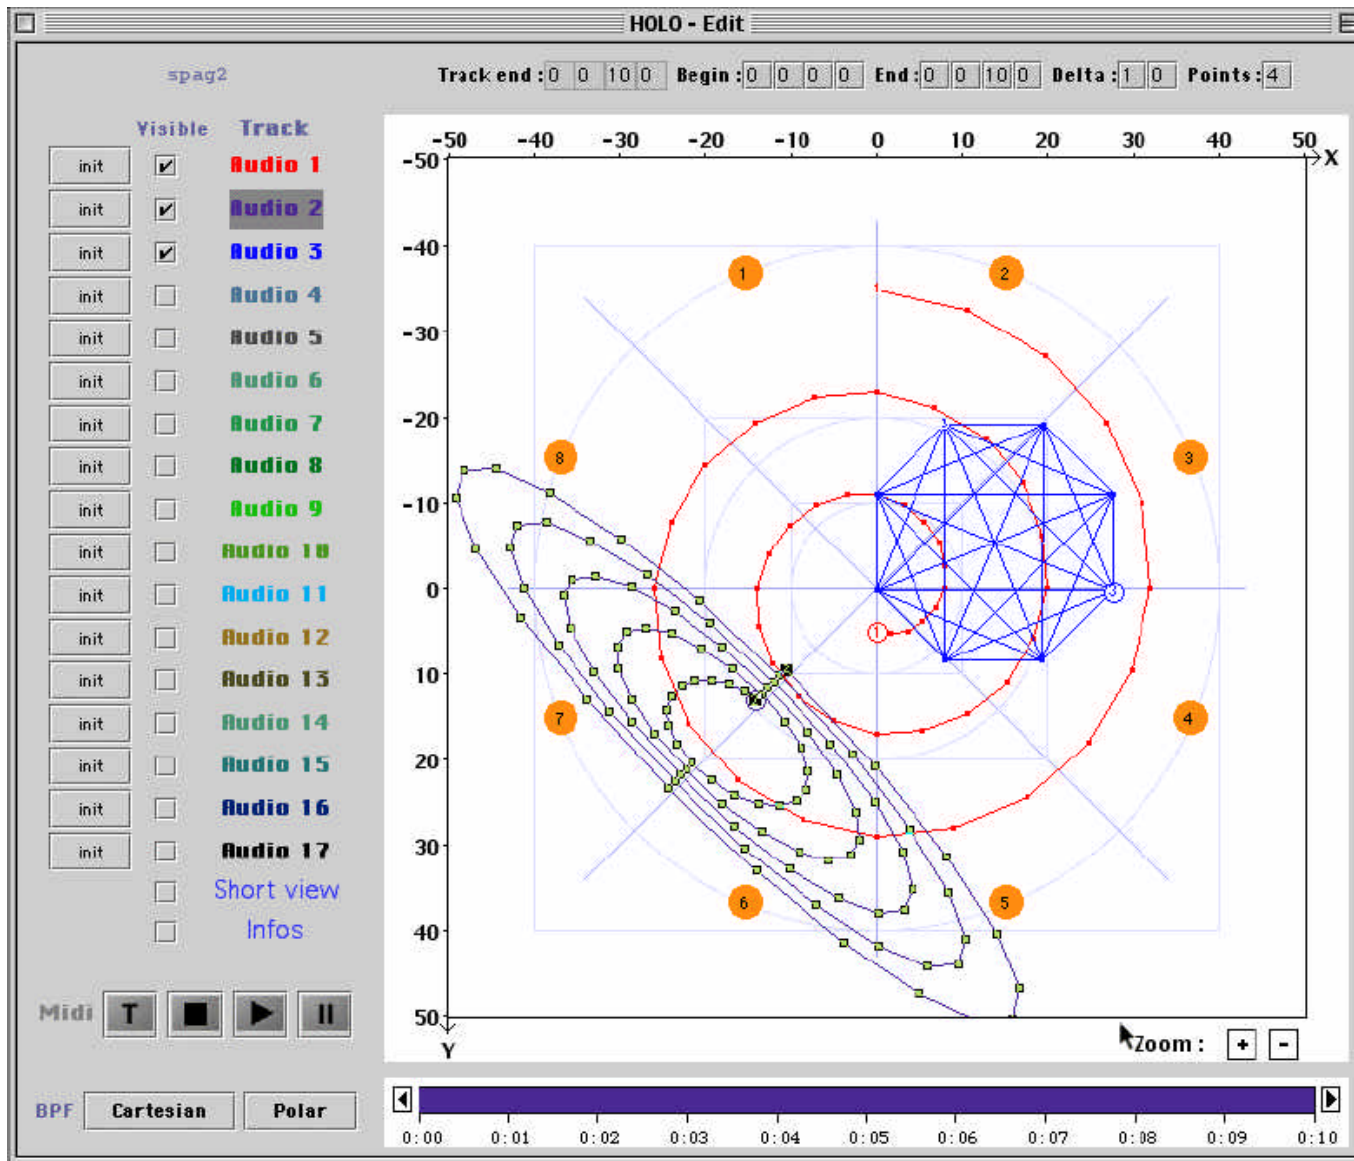 HOLO - Edit
spag2
Track end : 0 0 10 0 Begin : 0 0 0 0 End : 0 0 10 0 Delta : 1 0 Points : 4
Visible Track
init Audio 1
init Audio 2
init Audio 3
init Audio 4
init Audio 5
init Audio 6
init Audio 7
init Audio 8
init Audio 9
init Audio 10
init Audio 11
init Audio 12
init Audio 13
init Audio 14
init Audio 15
init Audio 16
init Audio 17
Short view
Infos
Midi T
BPF Cartesian Polar
-50 -40 -30 -20 -10 0 10 20 30 40 50
X
-50
-40
-30
-20
-10
0
10
20
30
40
50
Y
1 2
8 3
3
1
7 4
6 5
Zoom : + -
0:00 0:01 0:02 0:03 0:04 0:05 0:06 0:07 0:08 0:09 0:10